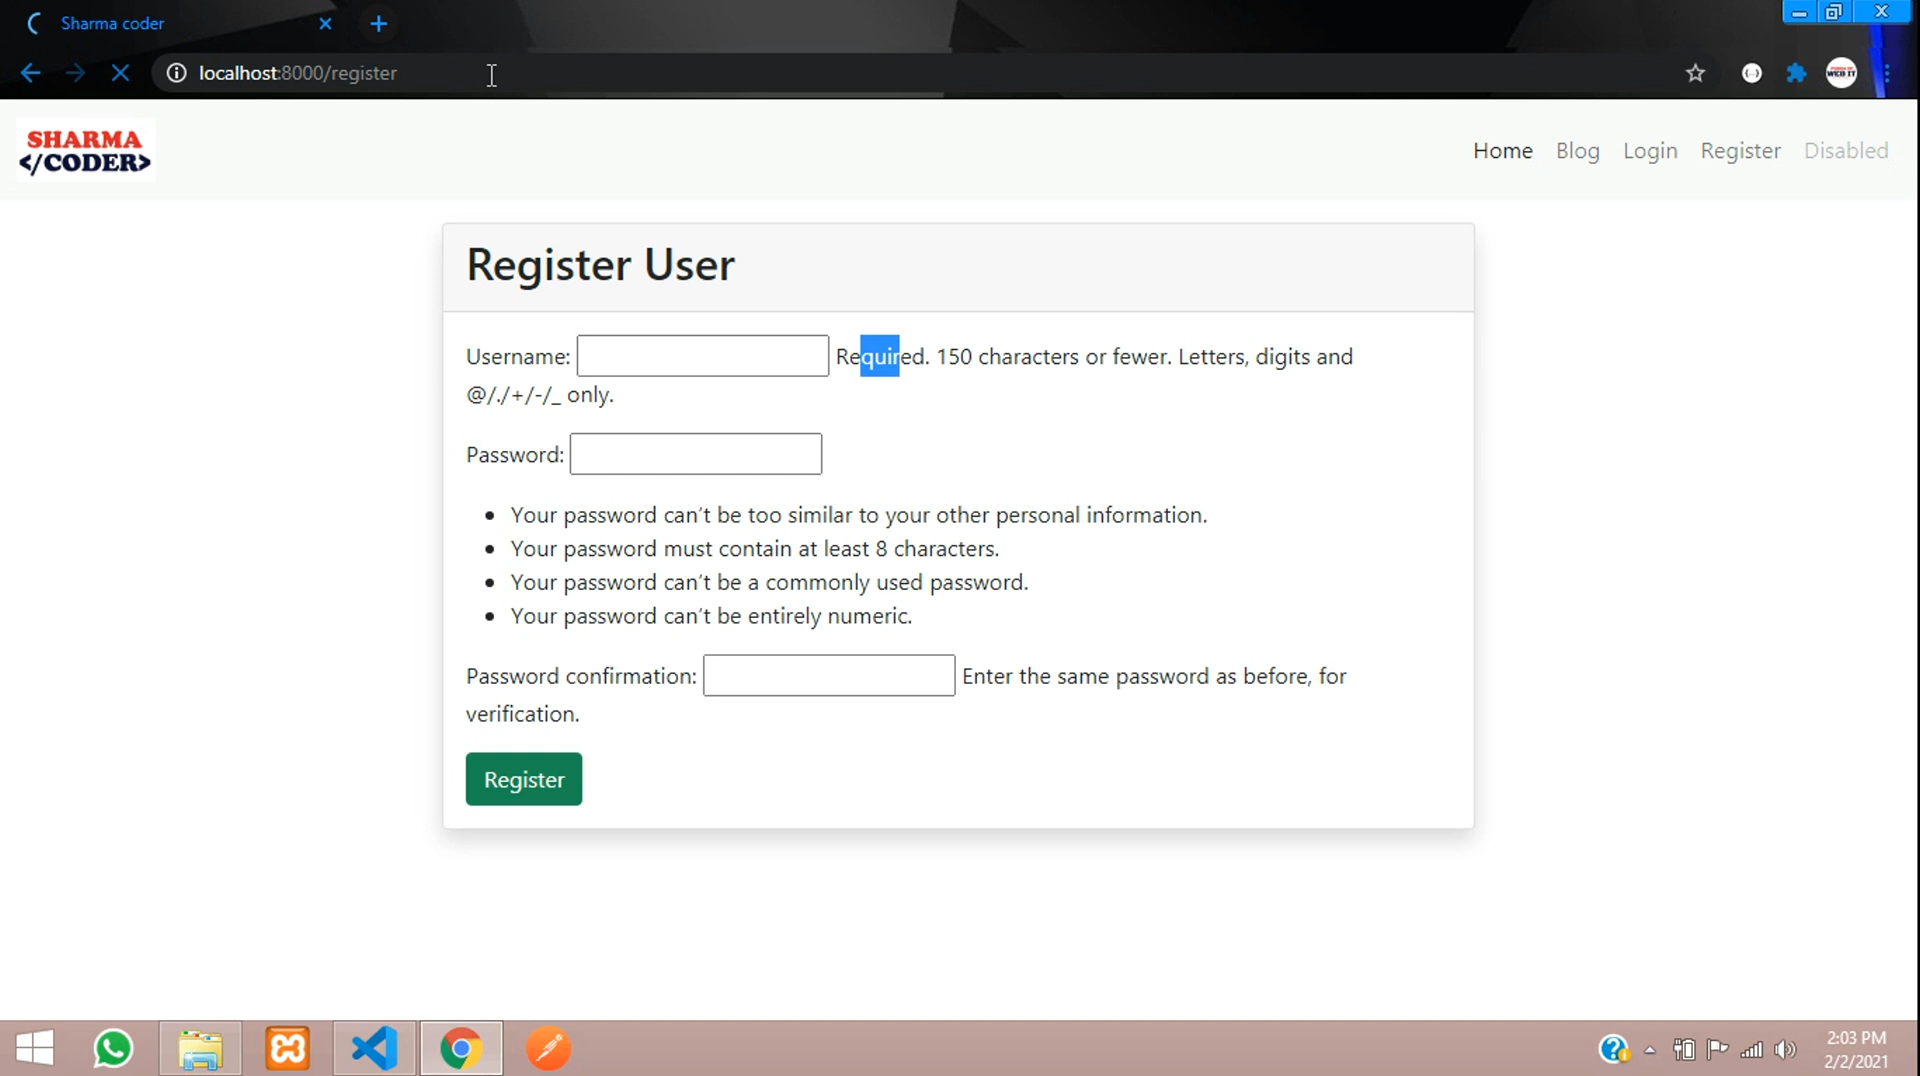 Sharma coder
localhost:8000/register
WEB IT
SHARMA
</CODER>
Home Blog Login Register Disabled
Register User
Username: Required. 150 characters or fewer. Letters, digits and
@/./+/-/_ only.
Password:
Your password can't be too similar to your other personal information.
Your password must contain at least 8 characters.
Your password can't be a commonly used password.
Your password can't be entirely numeric.
Password confirmation: Enter the same password as before, for
verification.
Register
2:03 PM
2/2/2021